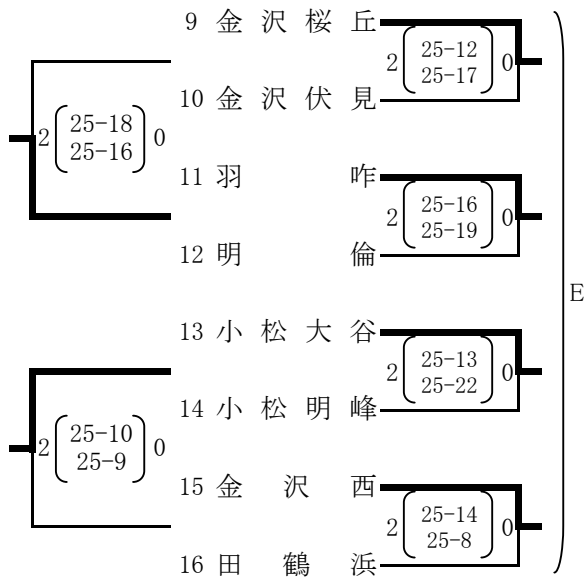 9 金沢桜丘
2 25-12 0
25-17
10 金沢伏見
2 25-18 0
25-16
11 羽咋
2 25-16 0
25-19
12 明倫
E
13 小松大谷
2 25-13 0
25-22
14 小松明峰
2 25-10 0
25-9
15 金沢西
2 25-14 0
25-8
16 田鶴浜